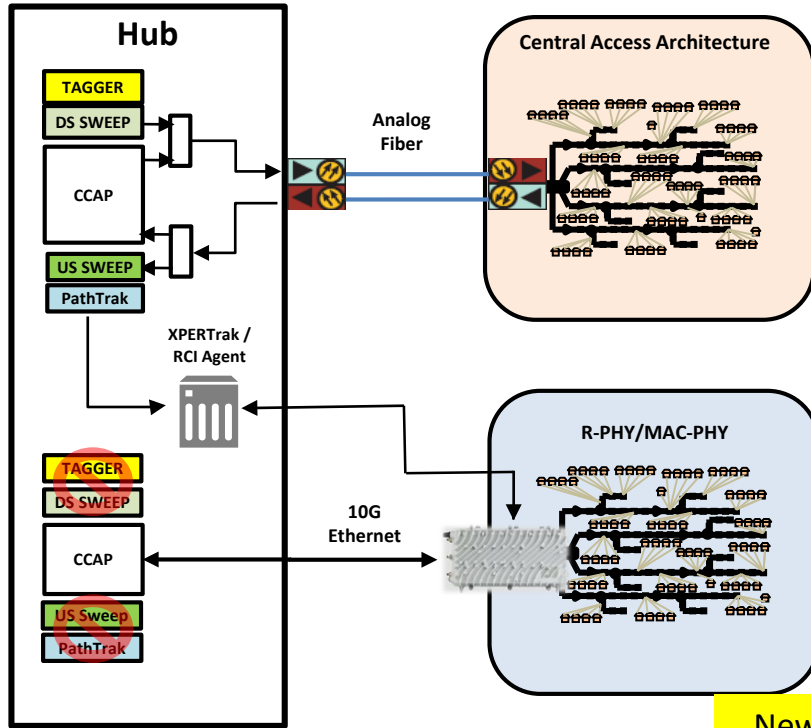 Hub
TAGGER
DS SWEEP
CCAP
US SWEEP
PathTrak
Analog
Fiber
Central Access Architecture
XPERTrak /
RCI Agent
TAGGER
DS SWEEP
CCAP
US Sweep
PathTrak
10G
Ethernet
R-PHY/MAC-PHY
New